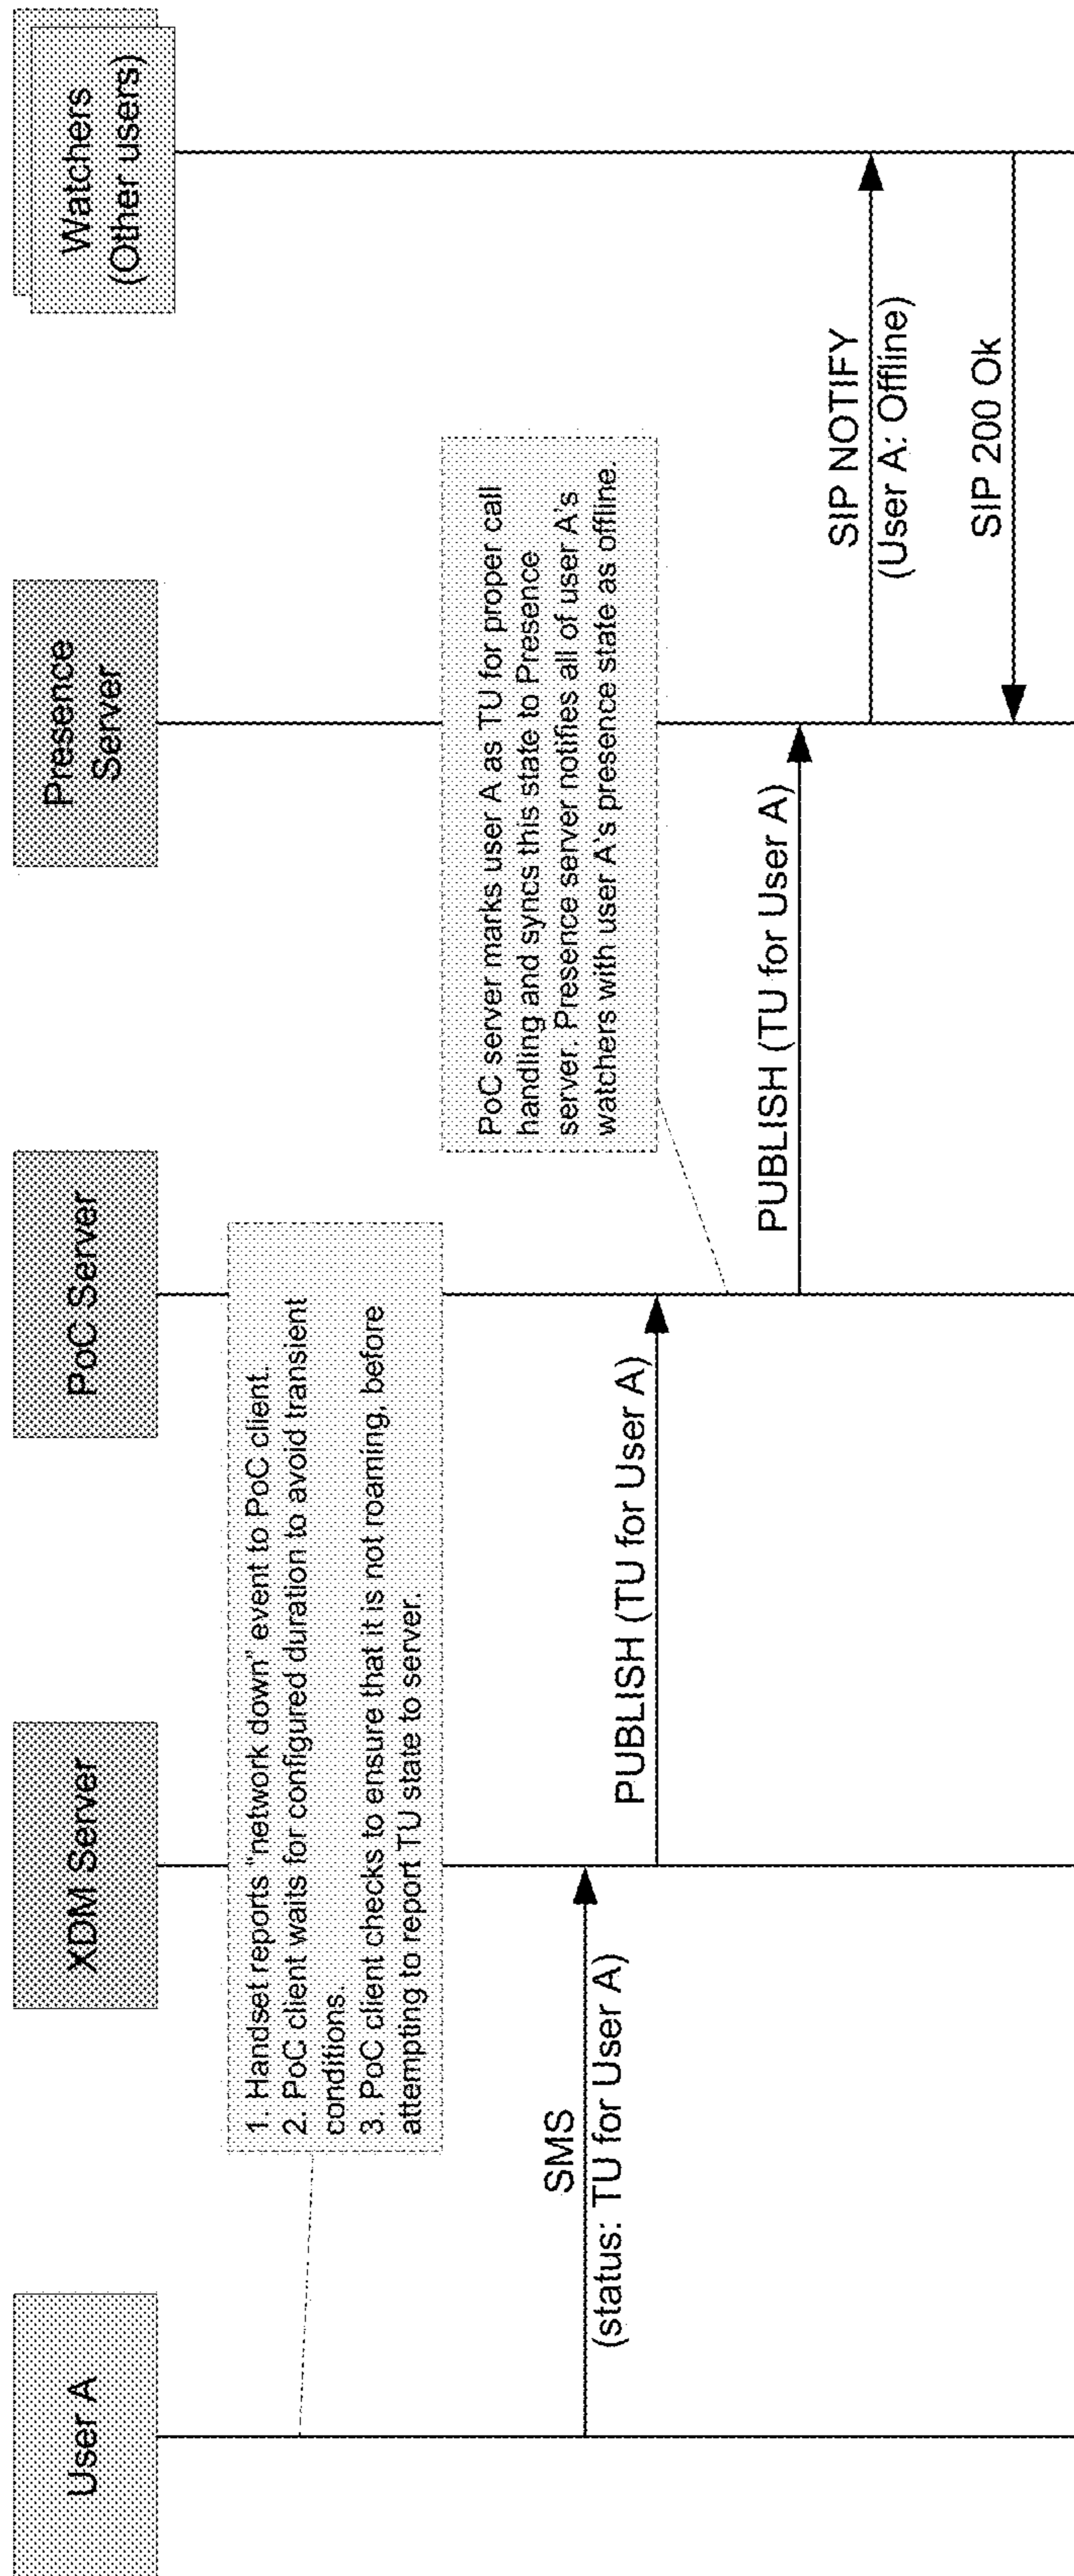 User A
XDM Server
PoC Server
Presence
Server
Watchers
(Other users)
1. Handset reports "network down" event to PoC client.
2. PoC client waits for configured duration to avoid transient
conditions.
3. PoC client checks to ensure that it is not roaming, before
attempting to report TU state to server.
PoC server marks user A as TU for proper call
handling and syncs this state to Presence
server. Presence server notifies all of user A's
watchers with user A's presence state as offline.
SMS
(status: TU for User A)
PUBLISH (TU for User A)
PUBLISH (TU for User A)
SIP NOTIFY
(User A: Offline)
SIP 200 Ok